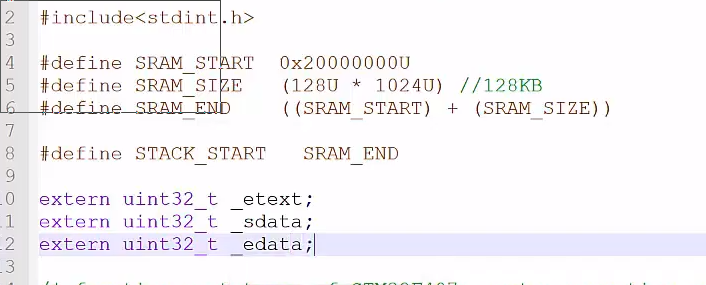 2 #include<stdint.h>
3
4 #define SRAM_START 0x20000000U
5 #define SRAM_SIZE (128U * 1024U) //128KB
6 #define SRAM_END ((SRAM_START) + (SRAM_SIZE))
7
8 #define STACK_START SRAM_END
9
10 extern uint32_t _etext;
11 extern uint32_t _sdata;
12 extern uint32_t _edata;
13